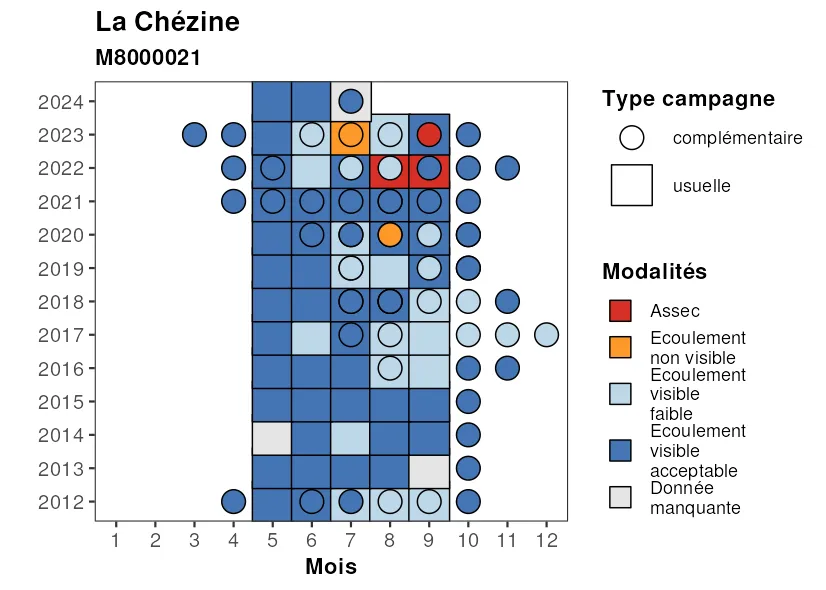 La Chézine
M8000021
2024
2023
2022
2021
2020
2019
2018
2017
2016
2015
2014
2013
2012
1 2 3 4 5 6 7 8 9 10 11 12
Mois
Type campagne
complémentaire
usuelle
Modalités
Assec
Ecoulement
non visible
Ecoulement
visible
faible
Ecoulement
visible
acceptable
Donnée
manquante